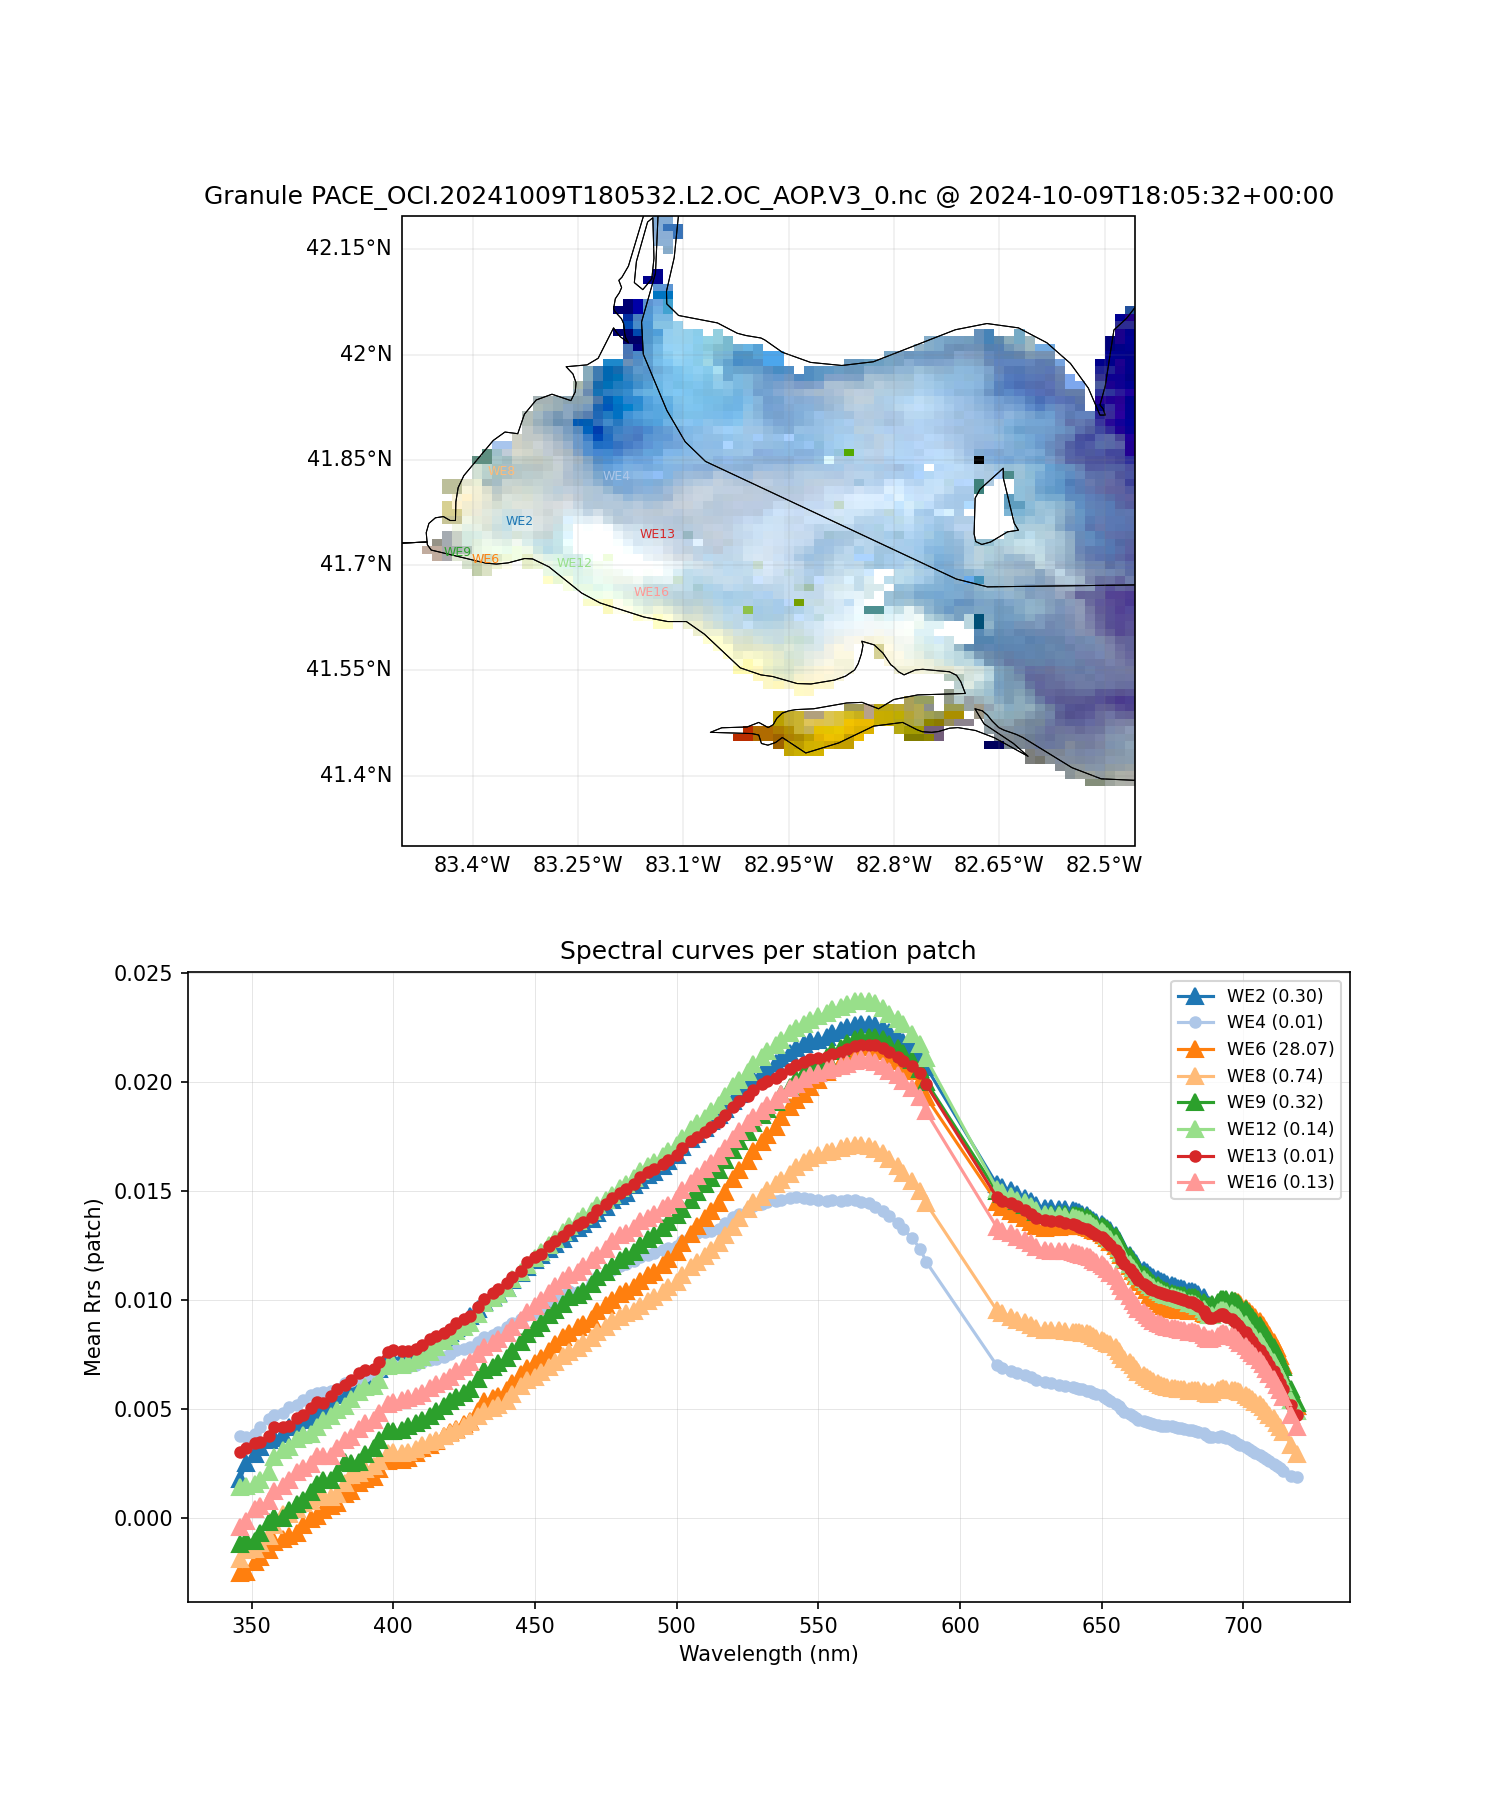 Granule PACE_OCI.20241009T180532.L2.OC_AOP.V3_0.nc @ 2024-10-09T18:05:32+00:00
42.15°N
42°N
41.85°N
41.7°N
41.55°N
41.4°N
WE8
WE4
WE2
WE13
WE9
WE6
WE12
WE16
83.4°W 83.25°W 83.1°W 82.95°W 82.8°W 82.65°W 82.5°W
Spectral curves per station patch
Mean Rrs (patch)
0.025
0.020
0.015
0.010
0.005
0.000
WE2 (0.30)
WE4 (0.01)
WE6 (28.07)
WE8 (0.74)
WE9 (0.32)
WE12 (0.14)
WE13 (0.01)
WE16 (0.13)
350 400 450 500 550 600 650 700
Wavelength (nm)